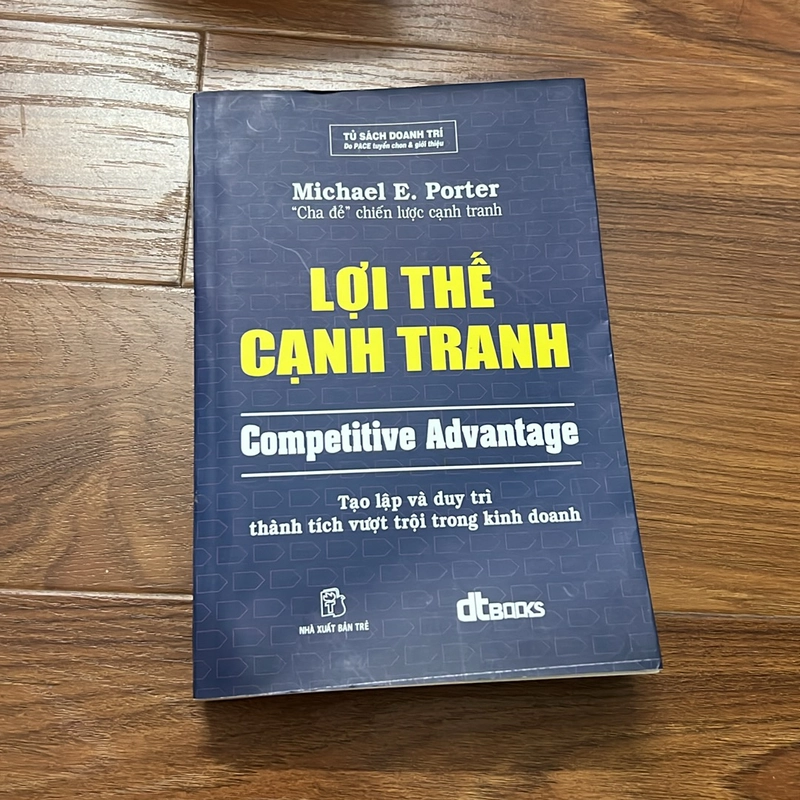 TỦ SÁCH DOANH TRÍ
Do PACE tuyển chọn & giới thiệu
Michael E. Porter
"Cha đẻ" chiến lược cạnh tranh
LỢI THẾ
CẠNH TRANH
Competitive Advantage
Tạo lập và duy trì
thành tích vượt trội trong kinh doanh
NHÀ XUẤT BẢN TRẺ
dtBOOKS